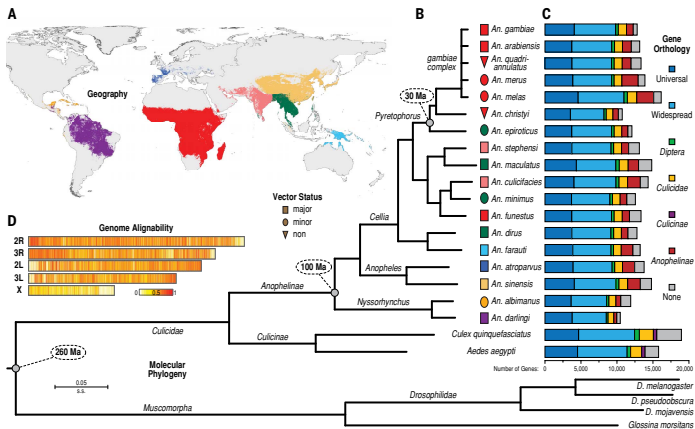 A
Geography
Vector Status
major
minor
non
D
Genome Alignability
2R
3R
2L
3L
X
0 0.5 1
B
gambiae
complex
30 Ma
Pyretophorus
Cellia
100 Ma
Anopheles
Anophelinae
Nyssorhynchus
Culicidae
Culicinae
260 Ma
Molecular
Phylogeny
0.05
s.s.
Muscomorpha
Drosophilidae
An. gambiae
An. arabiensis
An. quadri-
annulatus
An. merus
An. melas
An. christyi
An. epiroticus
An. stephensi
An. maculatus
An. culicifacies
An. minimus
An. funestus
An. dirus
An. farauti
An. atroparvus
An. sinensis
An. albimanus
An. darlingi
Culex quinquefasciatus
Aedes aegypti
D. melanogaster
D. pseudoobscura
D. mojavensis
Glossina morsitans
C
Gene
Orthology
Universal
Widespread
Diptera
Culicidae
Culicinae
Anophelinae
None
Number of Genes: 0 5,000 10,000 15,000 20,000